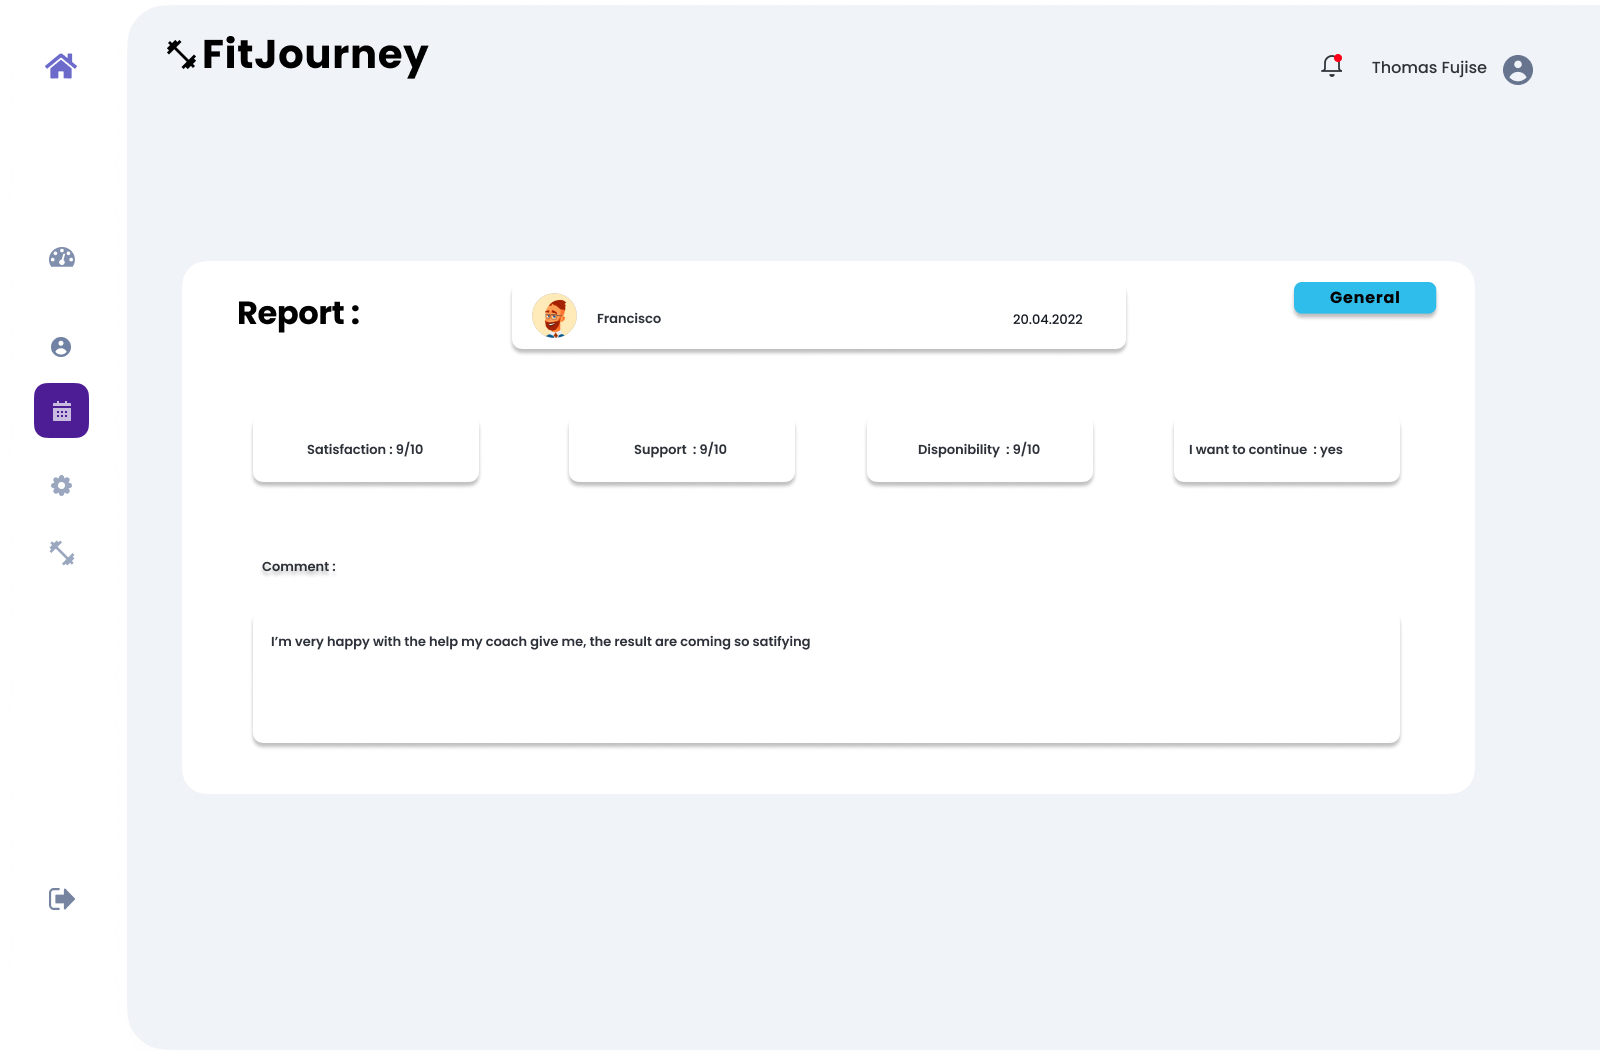 FitJourney
Thomas Fujise
Report :
Francisco
20.04.2022
General
Satisfaction : 9/10
Support : 9/10
Disponibility : 9/10
I want to continue : yes
Comment :
I’m very happy with the help my coach give me, the result are coming so satifying